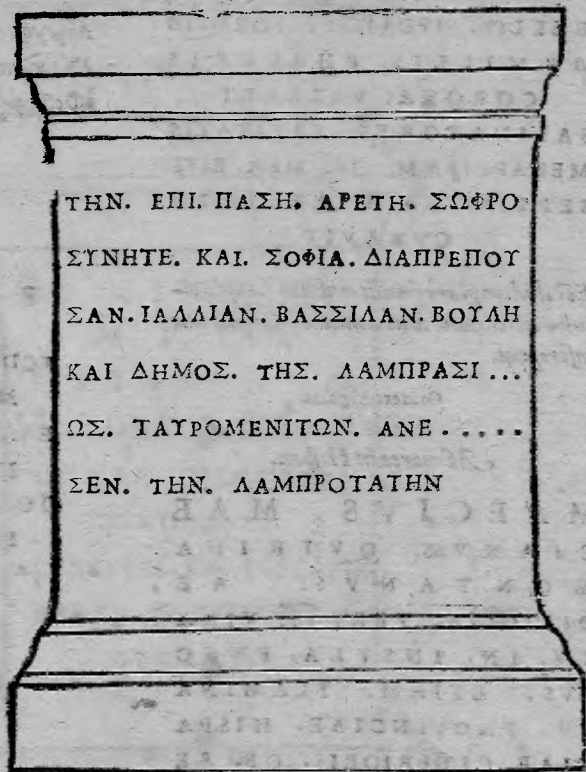 ΤΗΝ. ΕΠΙ. ΠΑΣΗ. ΑΡΕΤΗ. ΣΩΦΡΟ
ΣΥΝΗΤΕ. ΚΑΙ. ΣΟΦΙΑ. ΔΙΑΠΡΕΠΟΥ
ΣΑΝ. ΙΑΛΛΙΑΝ. ΒΑΣΣΙΛΑΝ. ΒΟΥΛΗ
ΚΑΙ ΔΗΜΟΣ. ΤΗΣ. ΛΑΜΠΡΑΣΙ...
ΩΣ. ΤΑΥΡΟΜΕΝΙΤΩΝ. ΑΝΕ.....
ΣΕΝ. ΤΗΝ. ΛΑΜΠΡΟΤΑΤΗΝ